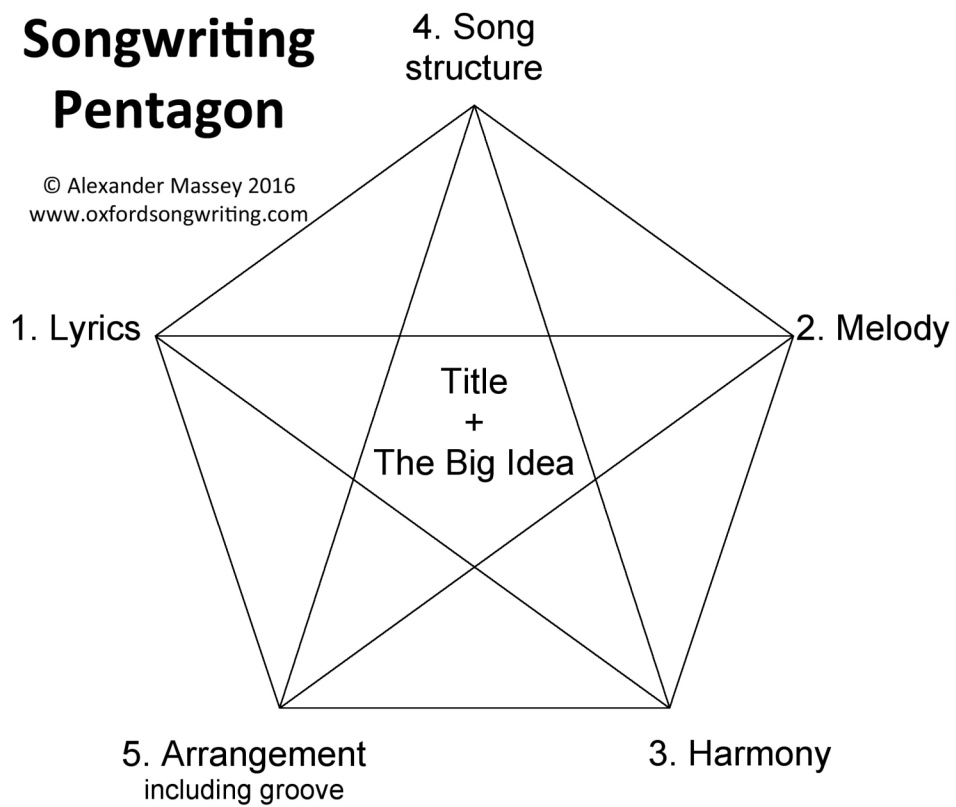 Songwriting
Pentagon
© Alexander Massey 2016
www.oxfordsongwriting.com
4. Song
structure
1. Lyrics
2. Melody
Title
+
The Big Idea
5. Arrangement
including groove
3. Harmony